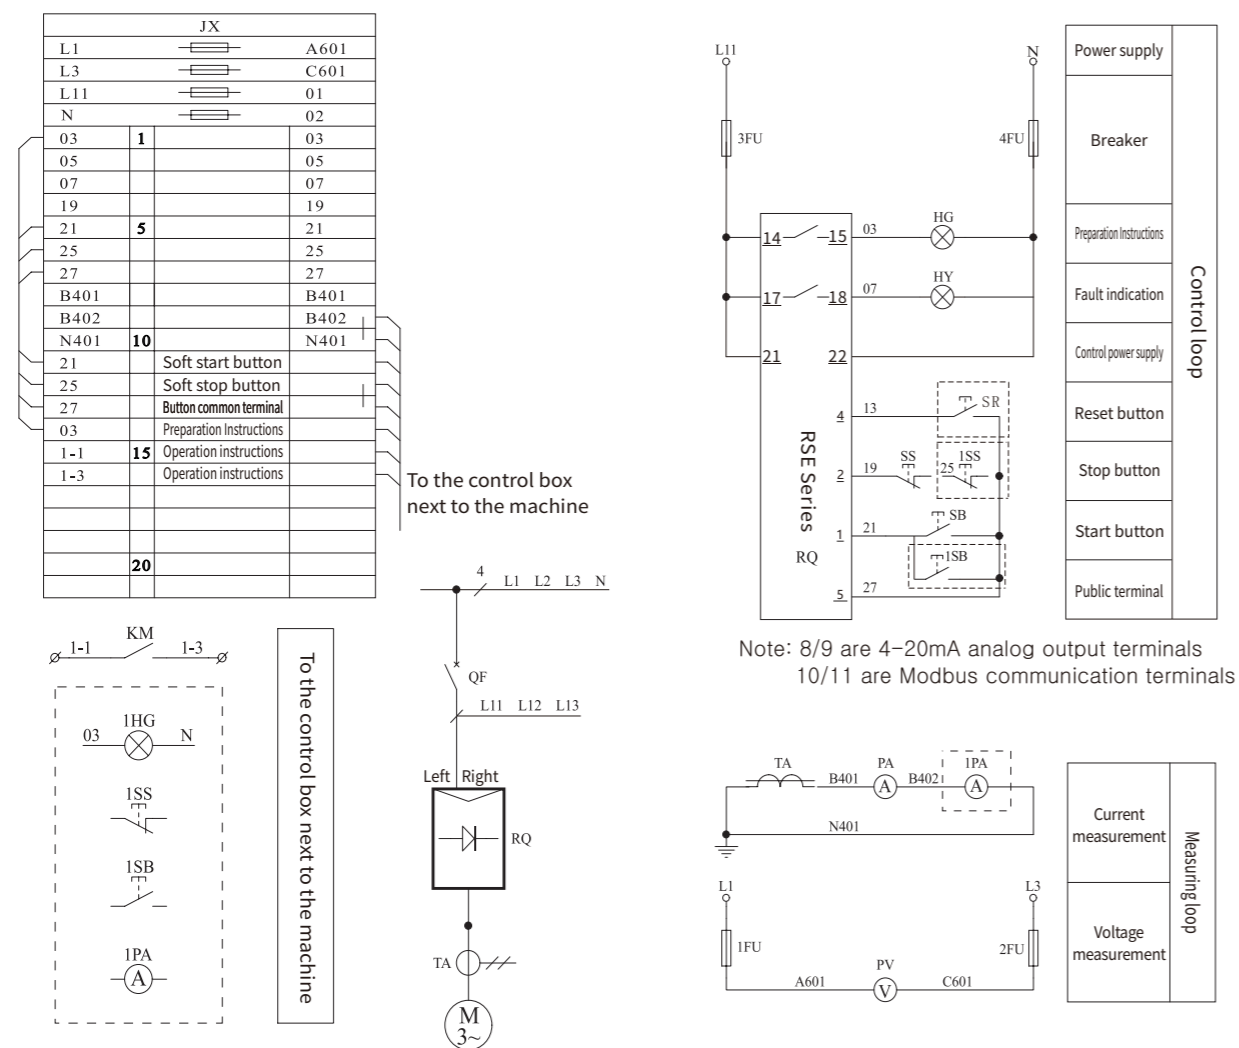 JX
L1 A601
L3 C601
L11 01
N 02
03 1 03
05 05
07 07
19 19
21 5 21
25 25
27 27
B401 B401
B402 B402
N401 10 N401
21 Soft start button
25 Soft stop button
27 Button common terminal
03 Preparation Instructions
1-1 15 Operation instructions
1-3 Operation instructions
20
To the control box
next to the machine
KM
1-1 1-3
1HG
03 N
1SS
1SB
1PA
A
To the control box next to the machine
4
L1 L2 L3 N
QF
L11 L12 L13
Left Right
RQ
TA
M
3~
L11 N
3FU 4FU
HG
14 15 03
HY
17 18 07
21 22
4 13 SR
SS 1SS
2 19 25
SB
1 21
1SB
5 27
RSE Series
RQ
Power supply
Breaker
Preparation Instructions
Fault indication
Control power supply
Reset button
Stop button
Start button
Public terminal
Control loop
Note: 8/9 are 4-20mA analog output terminals
10/11 are Modbus communication terminals
TA PA 1PA
B401 A B402 A
N401
L1 L3
1FU 2FU
PV
A601 V C601
Current
measurement
Voltage
measurement
Measuring loop